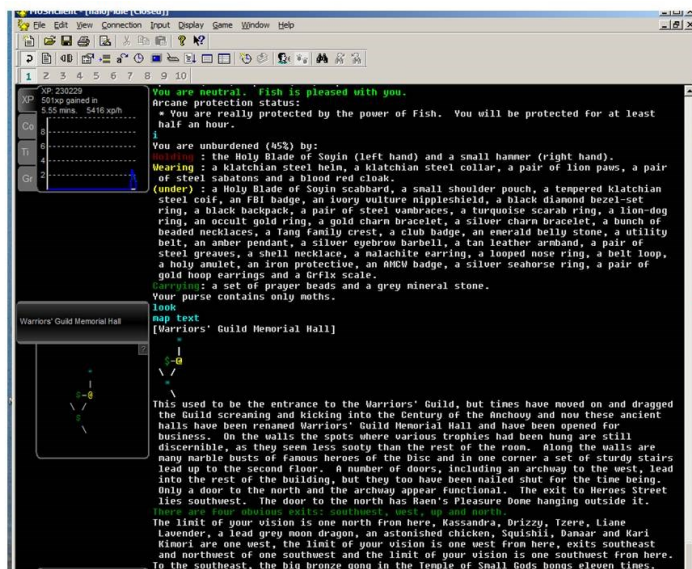 MUSHclient - [halo]-idle (Closed)]
File Edit View Connection Input Display Game Window Help
1 2 3 4 5 6 7 8 9 10
XP
XP: 230229
501xp gained in
5.55 mins. 5416 xp/h
Co
Ti
Gr
8
6
4
2
You are neutral. Fish is pleased with you.
Arcane protection status:
* You are really protected by the power of Fish. You will be protected for at least
half an hour.
i
You are unburdened (45%) by:
Holding : the Holy Blade of Soyin (left hand) and a small hammer (right hand).
Wearing : a klatchian steel helm, a klatchian steel collar, a pair of lion paws, a pair
of steel sabatons and a blood red cloak.
(under) : a Holy Blade of Soyin scabbard, a small shoulder pouch, a tempered klatchian
steel coif, an FBI badge, an ivory vulture nippleshield, a black diamond bezel-set
ring, a black backpack, a pair of steel vambraces, a turquoise scarab ring, a lion-dog
ring, an occult gold ring, a gold charm bracelet, a silver charm bracelet, a bunch of
beaded necklaces, a Tang family crest, a club badge, an emerald belly stone, a utility
belt, an amber pendant, a silver eyebrow barbell, a tan leather armband, a pair of
steel greaves, a shell necklace, a malachite earring, a looped nose ring, a belt loop,
a holy amulet, an iron protective, an AMCW badge, a silver seahorse ring, a pair of
gold hoop earrings and a Grflx scale.
Carrying: a set of prayer beads and a grey mineral stone.
Your purse contains only moths.
look
map text
[Warriors' Guild Memorial Hall]
*
|
$-@
\ /
*
\
Warriors' Guild Memorial Hall
?
*
|
$-@
\ /
$
\
This used to be the entrance to the Warriors' Guild, but times have moved on and dragged
the Guild screaming and kicking into the Century of the Anchovy and now these ancient
halls have been renamed Warriors' Guild Memorial Hall and have been opened for
business. On the walls the spots where various trophies had been hung are still
discernible, as they seem less sooty than the rest of the room. Along the walls are
many marble busts of famous heroes of the Disc and in one corner a set of sturdy stairs
lead up to the second floor. A number of doors, including an archway to the west, lead
into the rest of the building, but they too have been nailed shut for the time being.
Only a door to the north and the archway appear functional. The exit to Heroes Street
lies southwest. The door to the north has Raen's Pleasure Dome hanging outside it.
There are four obvious exits: southwest, west, up and north.
The limit of your vision is one north from here, Kassandra, Drizzy, Tzere, Liane
Lavender, a lead grey moon dragon, an astonished chicken, Squishii, Damaar and Kari
Kimori are one west, the limit of your vision is one west from here, exits southeast
and northwest of one southwest and the limit of your vision is one southwest from here.
To the southeast, the big bronze gong in the Temple of Small Gods bongs eleven times.